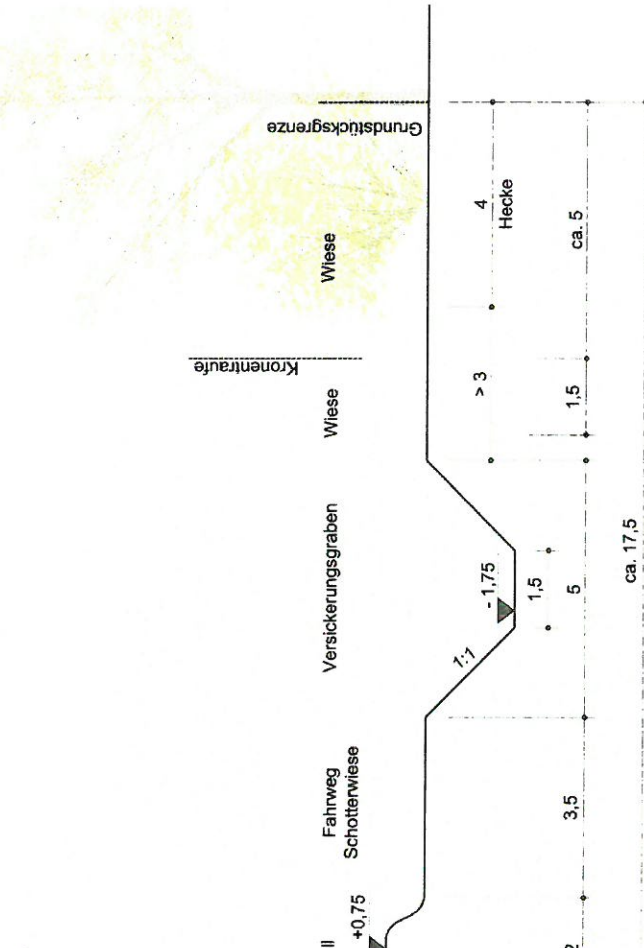 Kronentraufe
Grundstücksgrenze
Fahrweg
Schotterwiese
Versickerungsgraben
Wiese
Wiese
+0,75
1:1
- 1,75
> 3
4
Hecke
1,5
3,5
5
1,5
ca. 5
ca. 17,5